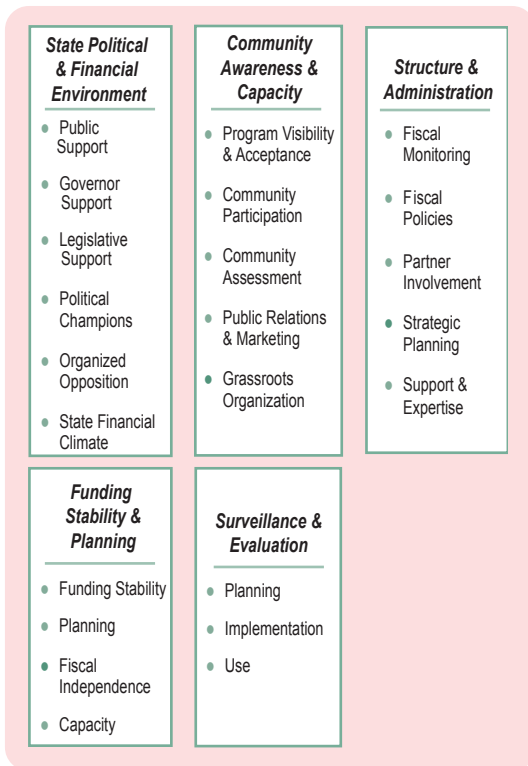 State Political
& Financial
Environment
• Public
Support
• Governor
Support
• Legislative
Support
• Political
Champions
• Organized
Opposition
• State Financial
Climate
Community
Awareness &
Capacity
• Program Visibility
& Acceptance
• Community
Participation
• Community
Assessment
• Public Relations
& Marketing
• Grassroots
Organization
Structure &
Administration
• Fiscal
Monitoring
• Fiscal
Policies
• Partner
Involvement
• Strategic
Planning
• Support &
Expertise
Funding
Stability &
Planning
• Funding Stability
• Planning
• Fiscal
Independence
• Capacity
Surveillance &
Evaluation
• Planning
• Implementation
• Use